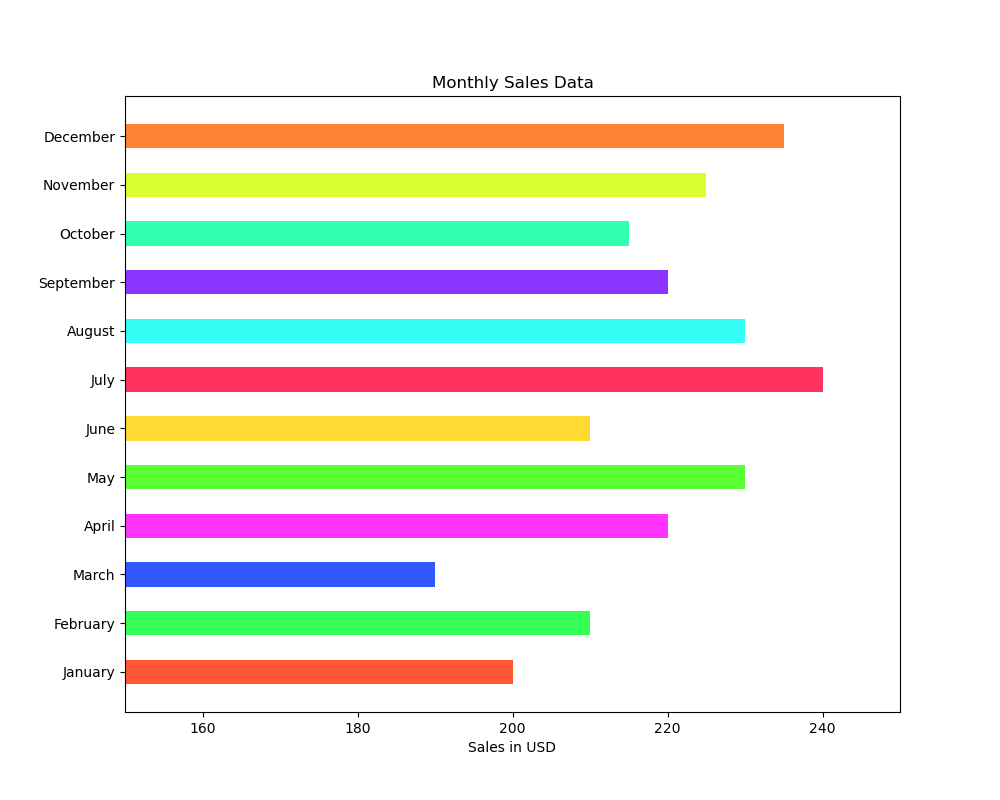 Monthly Sales Data
December
November
October
September
August
July
June
May
April
March
February
January
160 180 200 220 240
Sales in USD